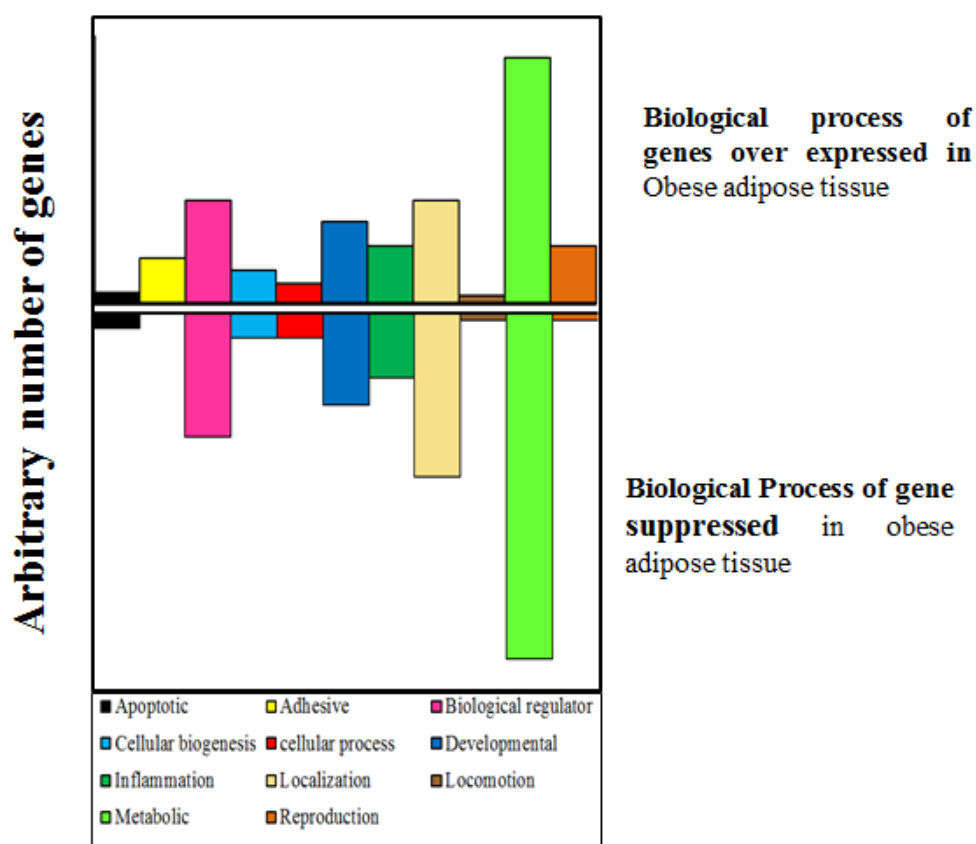 Arbitrary number of genes
Biological process of
genes over expressed in
Obese adipose tissue
Biological Process of gene
suppressed in obese
adipose tissue
Apoptotic Adhesive Biological regulator
Cellular biogenesis cellular process Developmental
Inflammation Localization Locomotion
Metabolic Reproduction